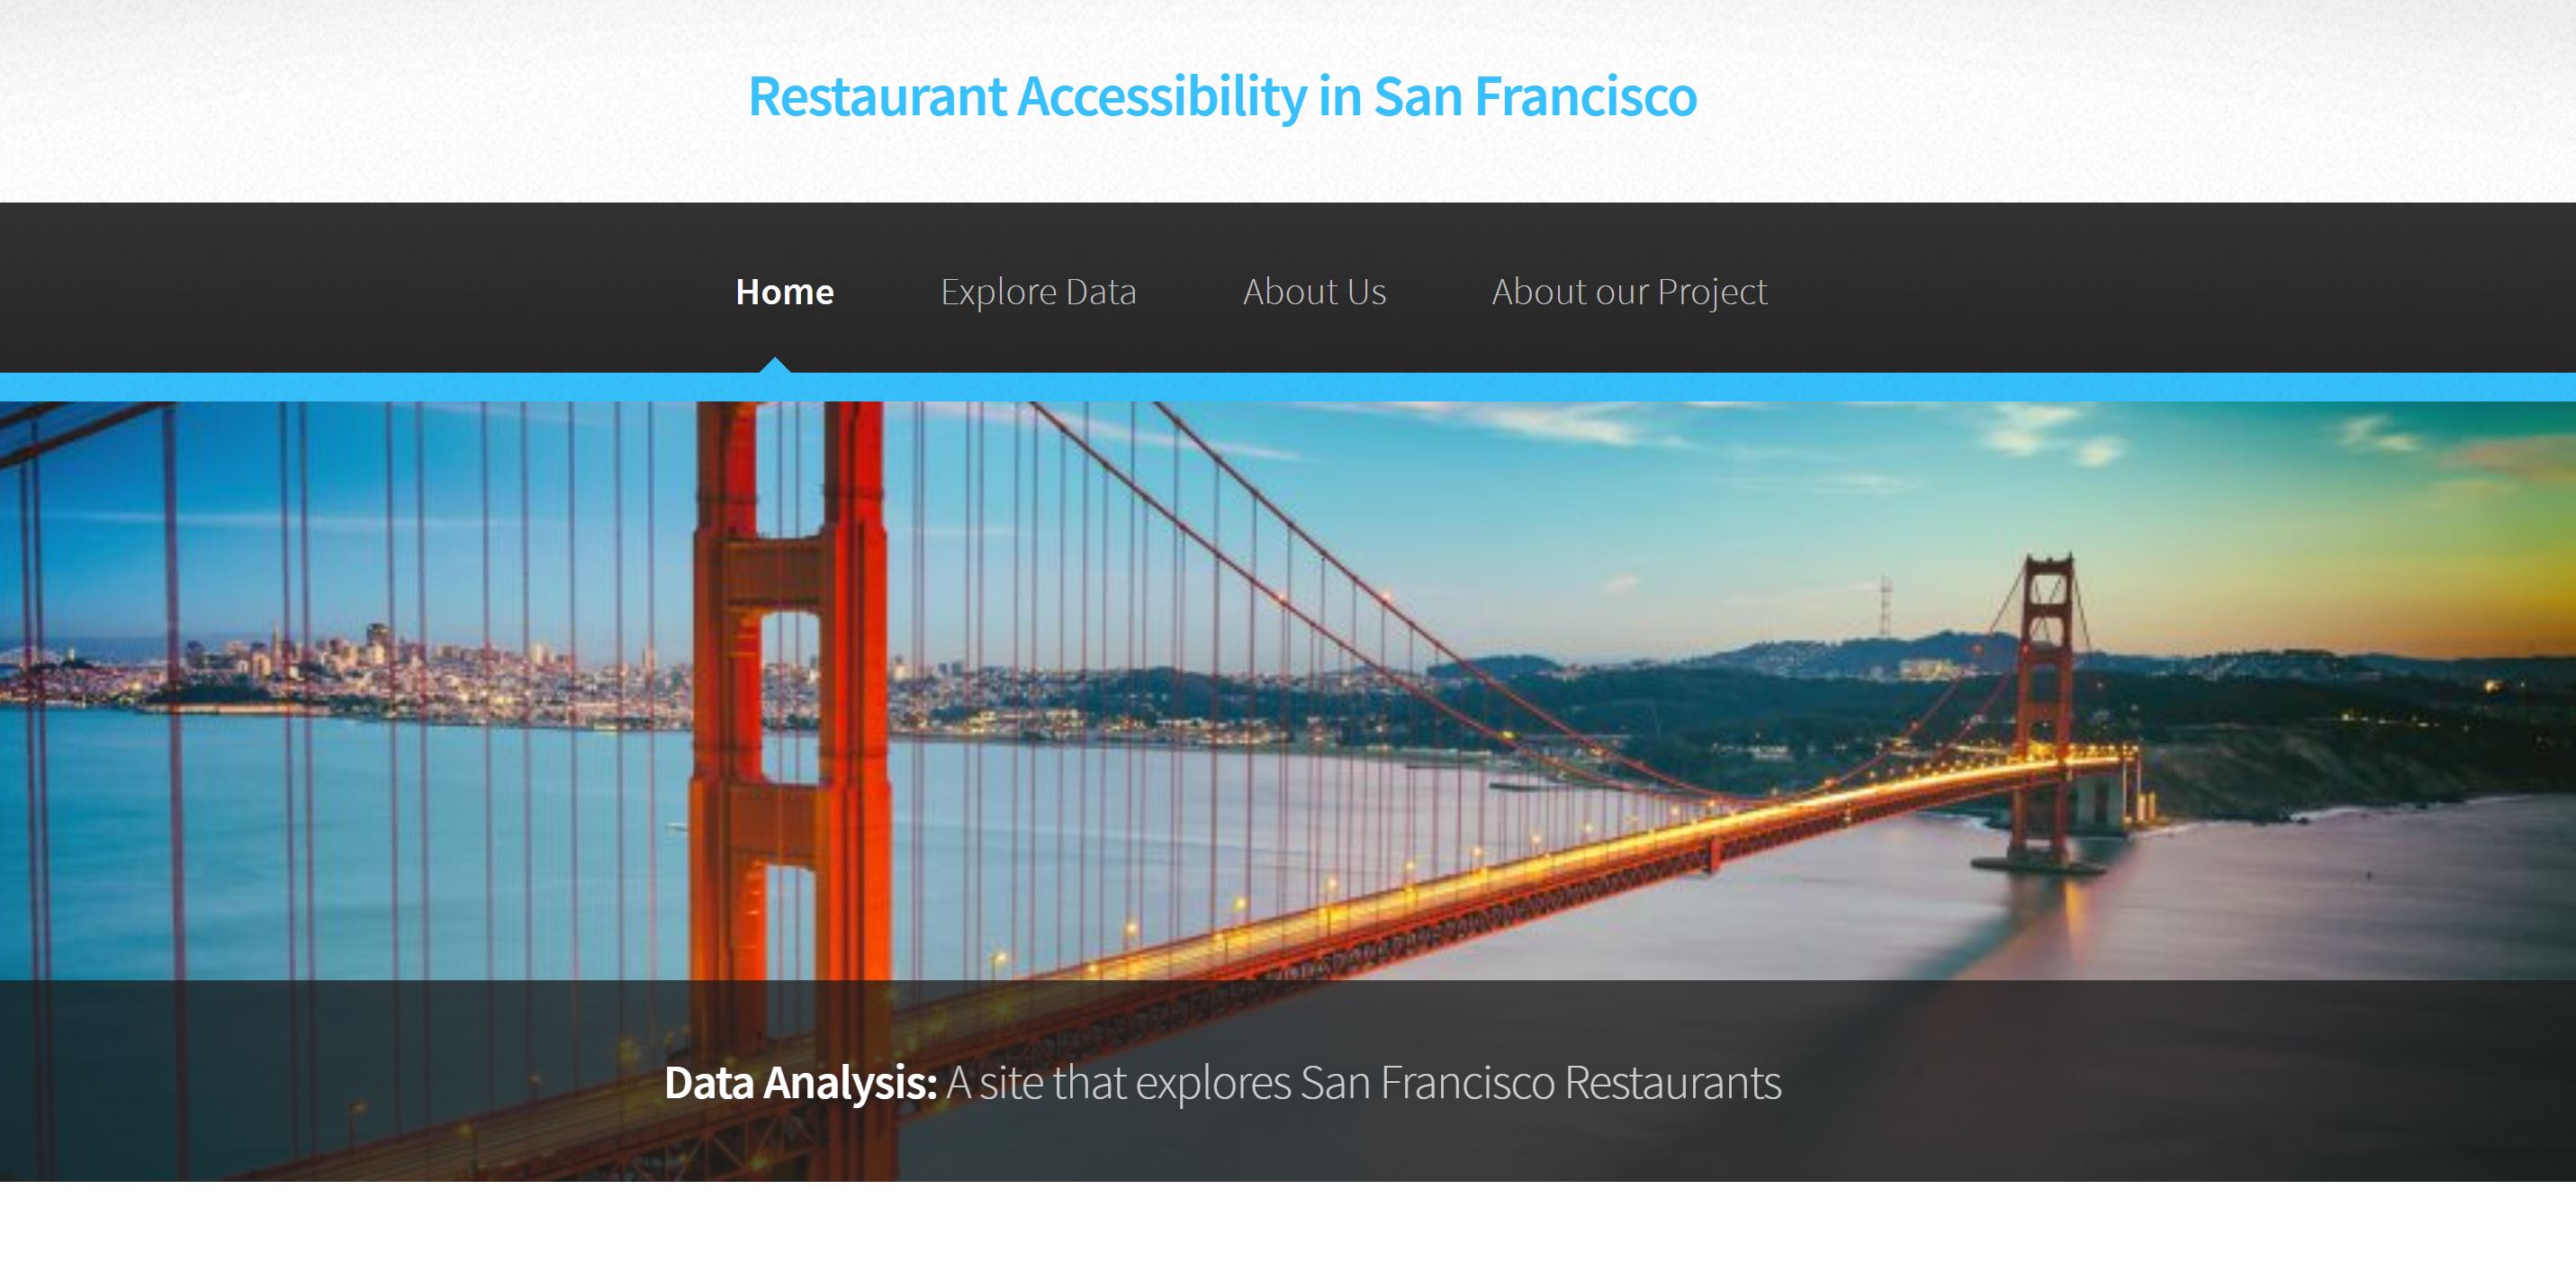 Restaurant Accessibility in San Francisco
Home Explore Data About Us About our Project
Data Analysis: A site that explores San Francisco Restaurants